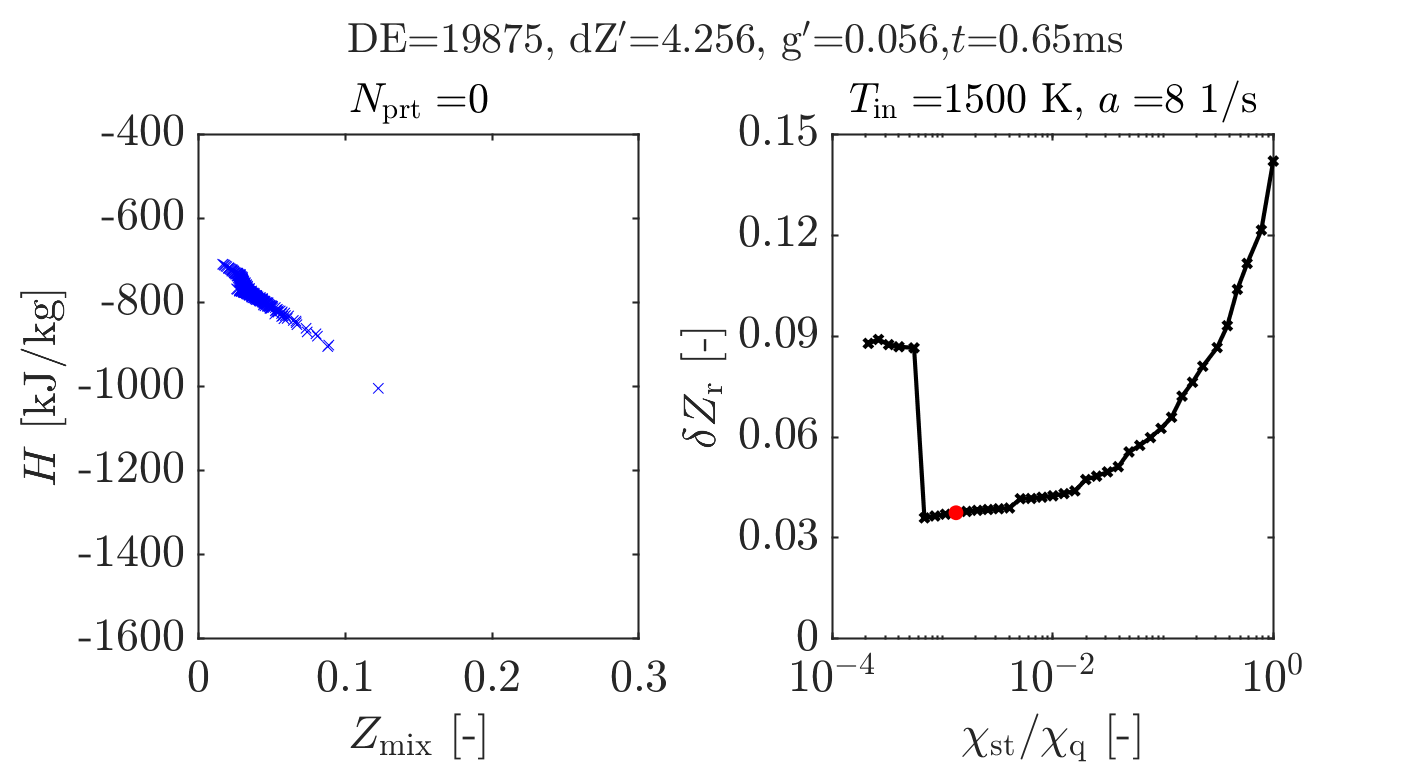 DE=19875, dZ′=4.256, g′=0.056,t=0.65ms
N_prt =0
-400
-600
-800
-1000
-1200
-1400
-1600
0 0.1 0.2 0.3
H [kJ/kg]
Z_mix [-]
T_in =1500 K, a =8 1/s
0.15
0.12
0.09
0.06
0.03
0
10⁻⁴ 10⁻² 10⁰
δZ_r [-]
χ_st/χ_q [-]